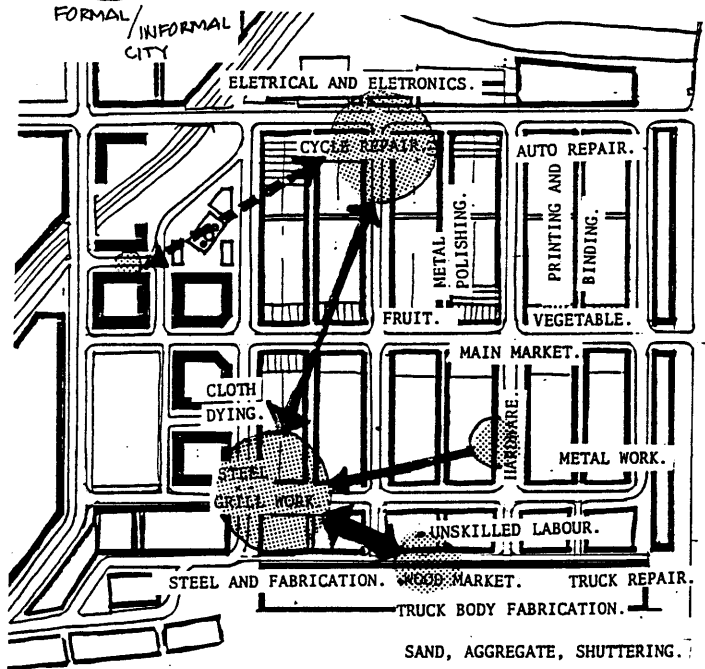 FORMAL/INFORMAL
CITY
ELETRICAL AND ELETRONICS.
CYCLE REPAIR.
AUTO REPAIR.
METAL
POLISHING.
PRINTING AND
BINDING.
FRUIT.
VEGETABLE.
MAIN MARKET.
CLOTH
DYING.
HARDWARE.
STEEL
GRILL WORK.
METAL WORK.
UNSKILLED LABOUR.
STEEL AND FABRICATION.
WOOD MARKET.
TRUCK REPAIR.
TRUCK BODY FABRICATION.
SAND, AGGREGATE, SHUTTERING.